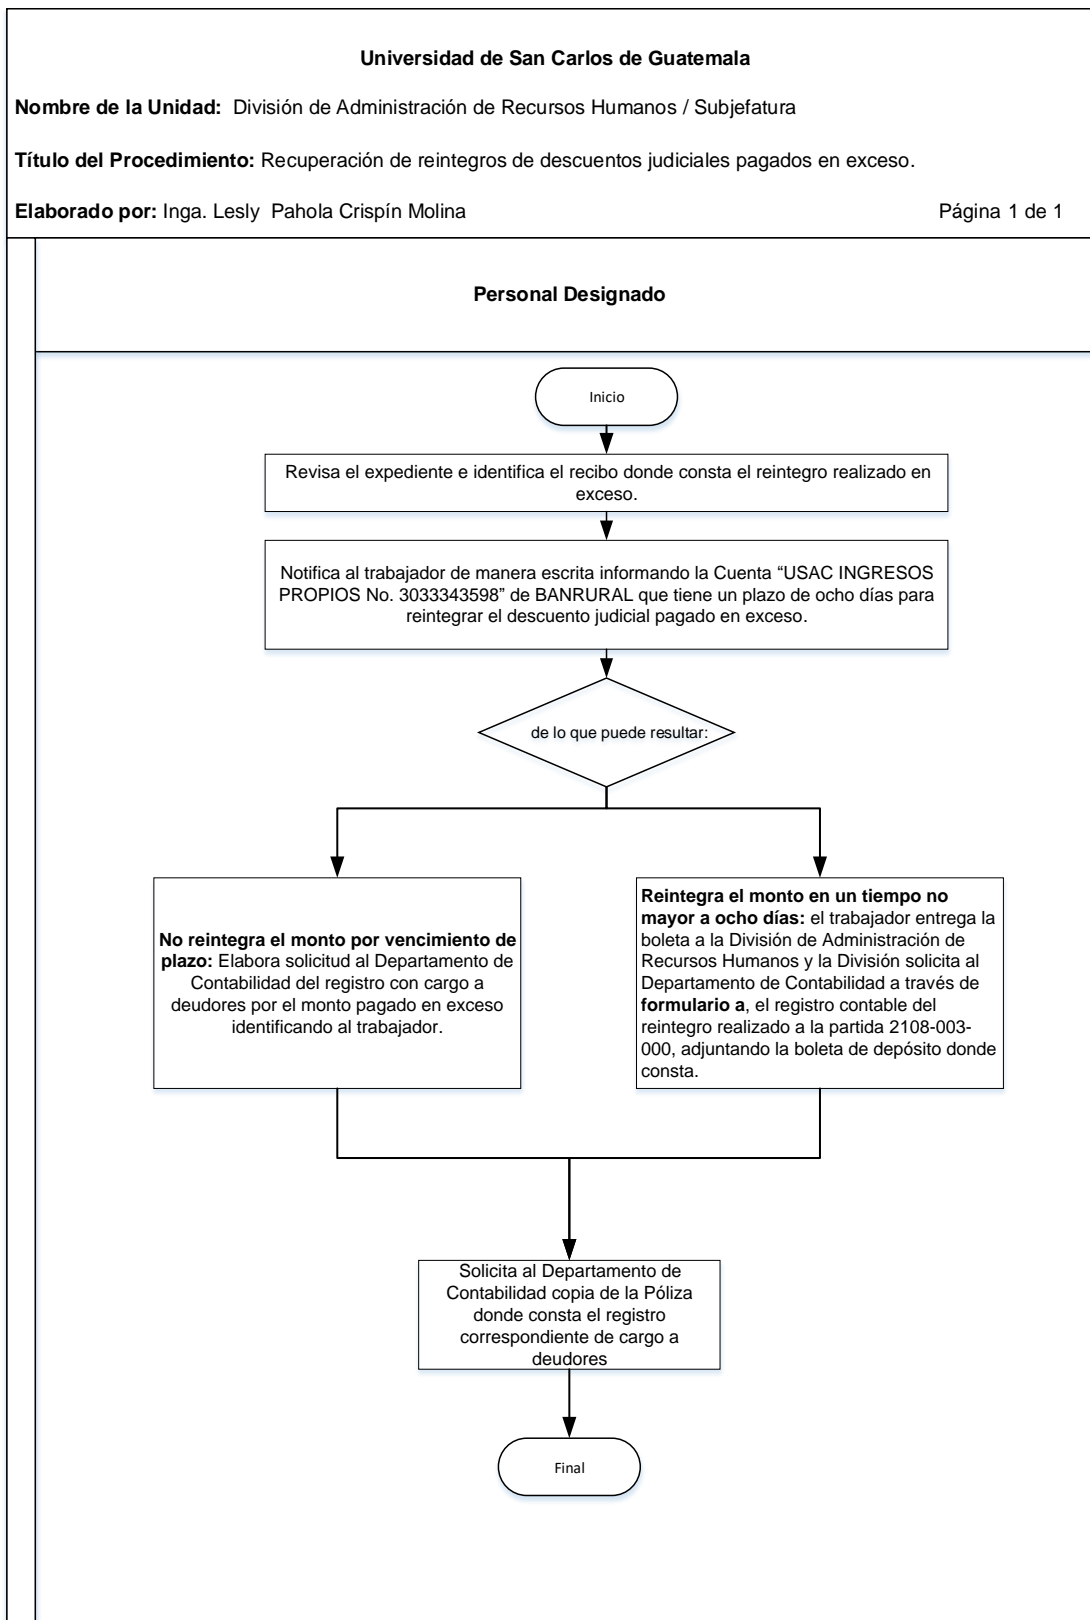 Universidad de San Carlos de Guatemala
Nombre de la Unidad: División de Administración de Recursos Humanos / Subjefatura
Título del Procedimiento: Recuperación de reintegros de descuentos judiciales pagados en exceso.
Elaborado por: Inga. Lesly Pahola Crispín Molina
Página 1 de 1
Personal Designado
Inicio
Revisa el expediente e identifica el recibo donde consta el reintegro realizado en
exceso.
Notifica al trabajador de manera escrita informando la Cuenta “USAC INGRESOS
PROPIOS No. 3033343598” de BANRURAL que tiene un plazo de ocho días para
reintegrar el descuento judicial pagado en exceso.
de lo que puede resultar:
No reintegra el monto por vencimiento de
plazo: Elabora solicitud al Departamento de
Contabilidad del registro con cargo a
deudores por el monto pagado en exceso
identificando al trabajador.
Reintegra el monto en un tiempo no
mayor a ocho días: el trabajador entrega la
boleta a la División de Administración de
Recursos Humanos y la División solicita al
Departamento de Contabilidad a través de
formulario a, el registro contable del
reintegro realizado a la partida 2108-003-
000, adjuntando la boleta de depósito donde
consta.
Solicita al Departamento de
Contabilidad copia de la Póliza
donde consta el registro
correspondiente de cargo a
deudores
Final